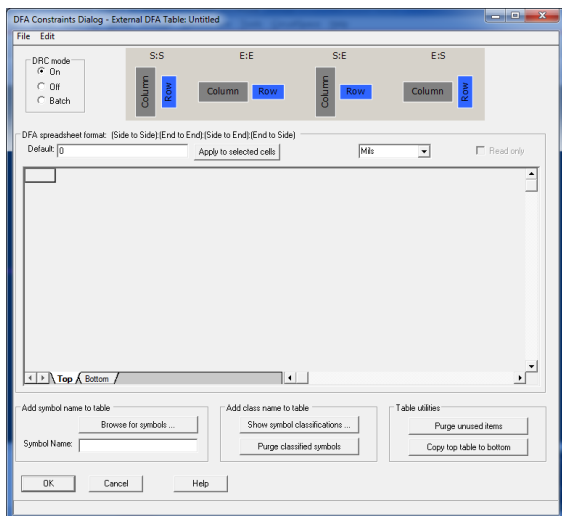 DFA Constraints Dialog - External DFA Table: Untitled
File Edit
DRC mode
On
Off
Batch
S:S E:E S:E E:S
Column Row Column Row Column Row Column Row
DFA spreadsheet format: (Side to Side);(End to End);(Side to End);(End to Side)
Default: 0 Apply to selected cells Mils Read only
Top Bottom
Add symbol name to table Add class name to table Table utilities
Browse for symbols ... Show symbol classifications ... Purge unused items
Symbol Name: Purge classified symbols Copy top table to bottom
OK Cancel Help